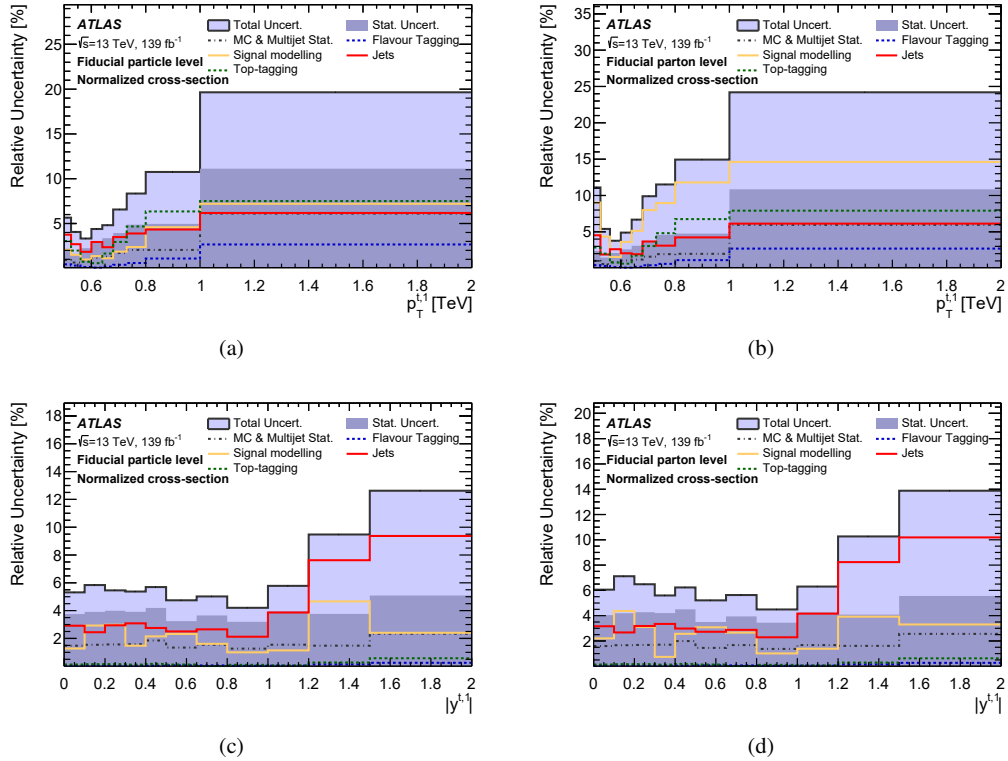 Relative Uncertainty [%]
ATLAS
√s=13 TeV, 139 fb⁻¹
Fiducial particle level
Normalized cross-section
Total Uncert.
Stat. Uncert.
MC & Multijet Stat.
Flavour Tagging
Signal modelling
Jets
Top-tagging
25
20
15
10
5
0.6 0.8 1 1.2 1.4 1.6 1.8 2
p_T^{t,1} [TeV]
(a)
Relative Uncertainty [%]
ATLAS
√s=13 TeV, 139 fb⁻¹
Fiducial parton level
Normalized cross-section
Total Uncert.
Stat. Uncert.
MC & Multijet Stat.
Flavour Tagging
Signal modelling
Jets
Top-tagging
35
30
25
20
15
10
5
0.6 0.8 1 1.2 1.4 1.6 1.8 2
p_T^{t,1} [TeV]
(b)
Relative Uncertainty [%]
ATLAS
√s=13 TeV, 139 fb⁻¹
Fiducial particle level
Normalized cross-section
Total Uncert.
Stat. Uncert.
MC & Multijet Stat.
Flavour Tagging
Signal modelling
Jets
Top-tagging
18
16
14
12
10
8
6
4
2
0 0.2 0.4 0.6 0.8 1 1.2 1.4 1.6 1.8 2
|y^{t,1}|
(c)
Relative Uncertainty [%]
ATLAS
√s=13 TeV, 139 fb⁻¹
Fiducial parton level
Normalized cross-section
Total Uncert.
Stat. Uncert.
MC & Multijet Stat.
Flavour Tagging
Signal modelling
Jets
Top-tagging
20
18
16
14
12
10
8
6
4
2
0 0.2 0.4 0.6 0.8 1 1.2 1.4 1.6 1.8 2
|y^{t,1}|
(d)